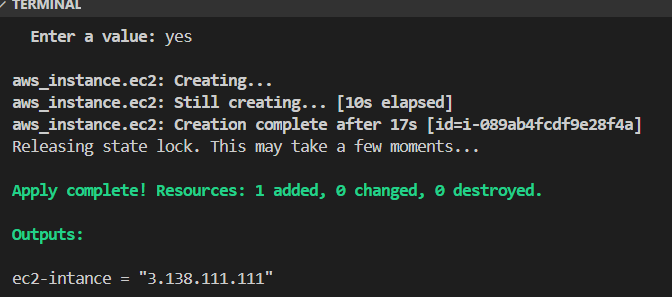 TERMINAL
Enter a value: yes
aws_instance.ec2: Creating...
aws_instance.ec2: Still creating... [10s elapsed]
aws_instance.ec2: Creation complete after 17s [id=i-089ab4fcdf9e28f4a]
Releasing state lock. This may take a few moments...
Apply complete! Resources: 1 added, 0 changed, 0 destroyed.
Outputs:
ec2-intance = "3.138.111.111"